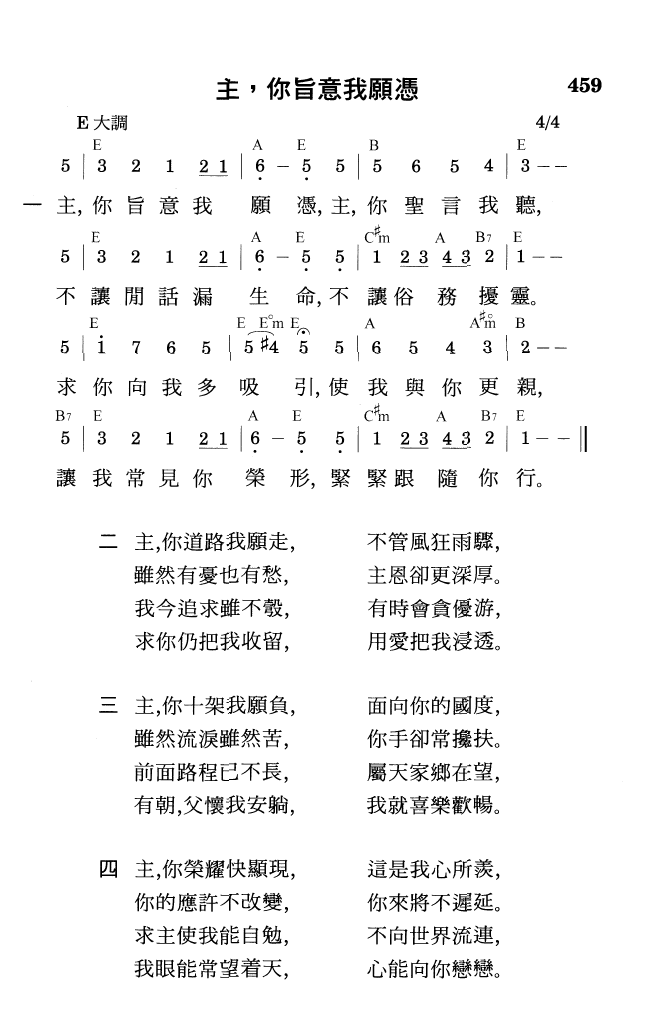 主，你旨意我願憑 459
E 大調 4/4
E A E B E
5 | 3 2 1 2 1 | 6 – 5 5 | 5 6 5 4 | 3 – –
一 主, 你 旨 意 我 願 憑, 主, 你 聖 言 我 聽,
E A E C♯m A B7 E
5 | 3 2 1 2 1 | 6 – 5 5 | 1 2 3 4 3 2 | 1 – –
不 讓 閒 話 漏 生 命, 不 讓 俗 務 擾 靈。
E E E°m E A A♯°m B
5 | 1 7 6 5 | 5 ♯4 5 5 | 6 5 4 3 | 2 – –
求 你 向 我 多 吸 引, 使 我 與 你 更 親,
B7 E A E C♯m A B7 E
5 | 3 2 1 2 1 | 6 – 5 5 | 1 2 3 4 3 2 | 1 – – ‖
讓 我 常 見 你 榮 形, 緊 緊 跟 隨 你 行。
二 主,你道路我願走, 不管風狂雨驟,
雖然有憂也有愁, 主恩卻更深厚。
我今追求雖不彀, 有時會貪優游,
求你仍把我收留, 用愛把我浸透。
三 主,你十架我願負, 面向你的國度,
雖然流淚雖然苦, 你手卻常攙扶。
前面路程已不長, 屬天家鄉在望,
有朝,父懷我安躺, 我就喜樂歡暢。
四 主,你榮耀快顯現, 這是我心所羨,
你的應許不改變, 你來將不遲延。
求主使我能自勉, 不向世界流連,
我眼能常望着天, 心能向你戀戀。